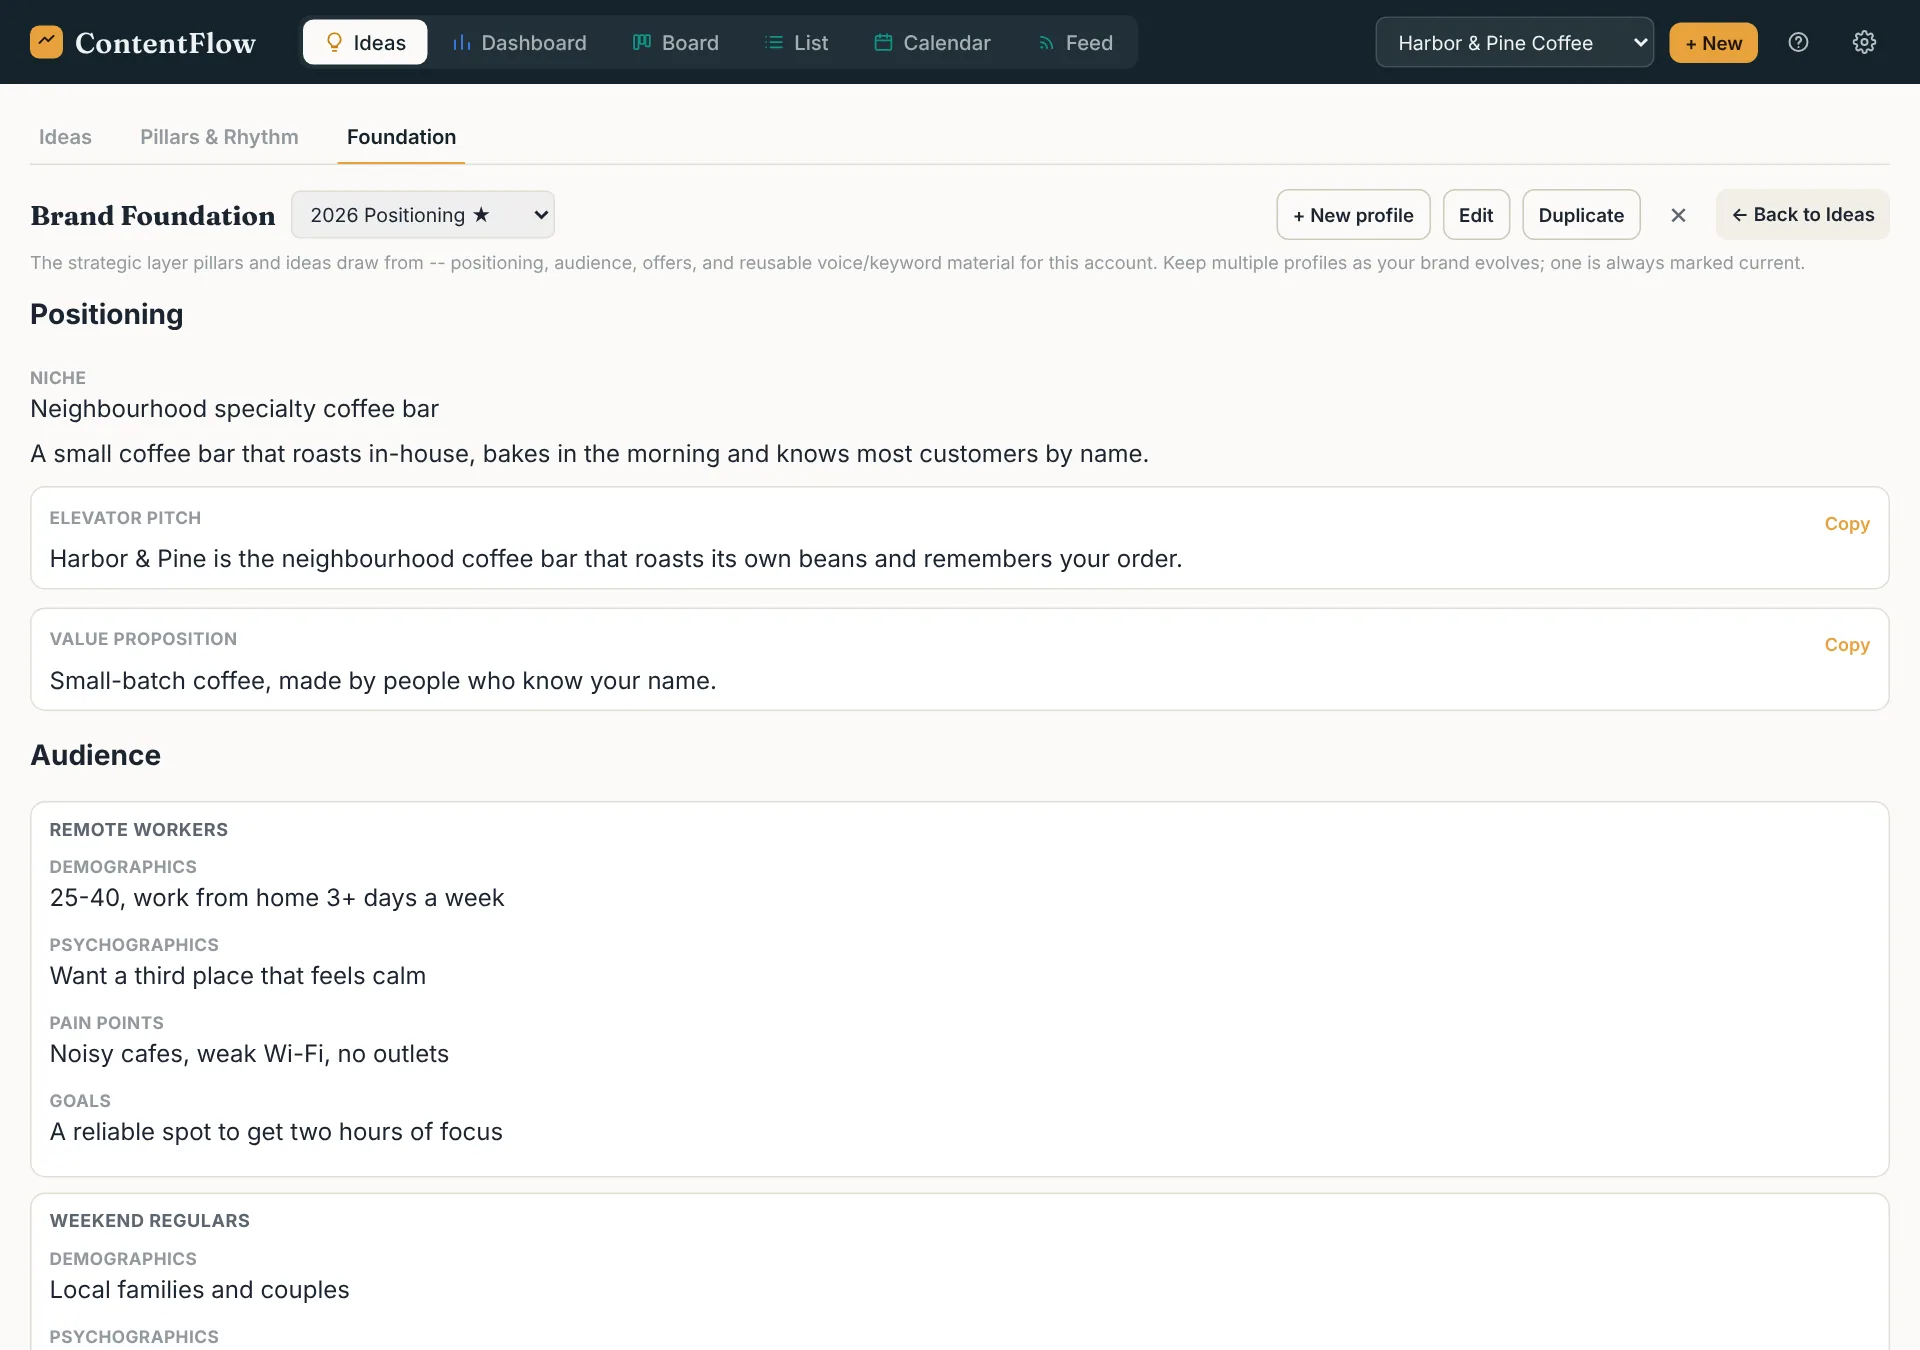 ContentFlow
Ideas
Dashboard
Board
List
Calendar
Feed
Harbor & Pine Coffee
+ New
Ideas
Pillars & Rhythm
Foundation
Brand Foundation
2026 Positioning ★
+ New profile
Edit
Duplicate
✕
← Back to Ideas
The strategic layer pillars and ideas draw from -- positioning, audience, offers, and reusable voice/keyword material for this account. Keep multiple profiles as your brand evolves; one is always marked current.
Positioning
NICHE
Neighbourhood specialty coffee bar
A small coffee bar that roasts in-house, bakes in the morning and knows most customers by name.
ELEVATOR PITCH
Copy
Harbor & Pine is the neighbourhood coffee bar that roasts its own beans and remembers your order.
VALUE PROPOSITION
Copy
Small-batch coffee, made by people who know your name.
Audience
REMOTE WORKERS
DEMOGRAPHICS
25-40, work from home 3+ days a week
PSYCHOGRAPHICS
Want a third place that feels calm
PAIN POINTS
Noisy cafes, weak Wi-Fi, no outlets
GOALS
A reliable spot to get two hours of focus
WEEKEND REGULARS
DEMOGRAPHICS
Local families and couples
PSYCHOGRAPHICS